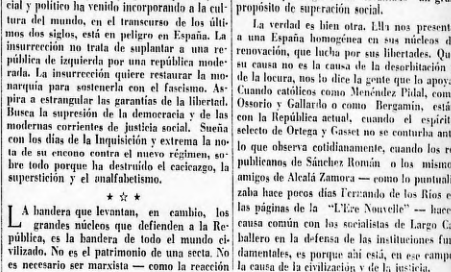 cial y político ha venido incorporando a la cul-
tura del mundo, en el transcurso de los últi-
mos dos siglos, está en peligro en España. La
insurrección no trata de suplantar a una re-
pública de izquierda por una república mode-
rada. La insurrección quiere restaurar la mo-
narquía para sostenerla con el fascismo. As-
pira a estrangular las garantías de la libertad.
Busca la supresión de la democracia y de las
modernas corrientes de justicia social. Sueña
con los días de la Inquisición y extrema la no-
ta de su encono contra el nuevo régimen, so-
bre todo porque ha destruído el cacicazgo, la
superstición y el analfabetismo.
LA bandera que levantan, en cambio, los
grandes núcleos que defienden a la Re-
pública, es la bandera de todo el mundo ci-
vilizado. No es el patrimonio de una secta. No
es necesario ser marxista — como la reacción
propósito de superación social.
La verdad es bien otra. Ella nos present
a una España homogénea en sus núcleos d
renovación, que lucha por sus libertades. Qu
su causa no es la causa de la desorbitación
de la locura, nos lo dice la gente que lo apoy
Cuando católicos como Menéndez Pidal, com
Ossorio y Gallardo o como Bergamin, está
con la República actual, cuando el espírit
selecto de Ortega y Gasset no se conturba ant
lo que observa cotidianamente, cuando los re
publicanos de Sánchez Román o los mismo
amigos de Alcalá Zamora — como lo puntuali
zaba hace pocos días Fernando de los Ríos e
las páginas de la "L'Ere Nouvelle" — hace
causa común con los socialistas de Largo Ca
ballero en la defensa de las instituciones fun
damentales, es porque ahí está, en ese campo
la causa de la civilización y de la justicia.